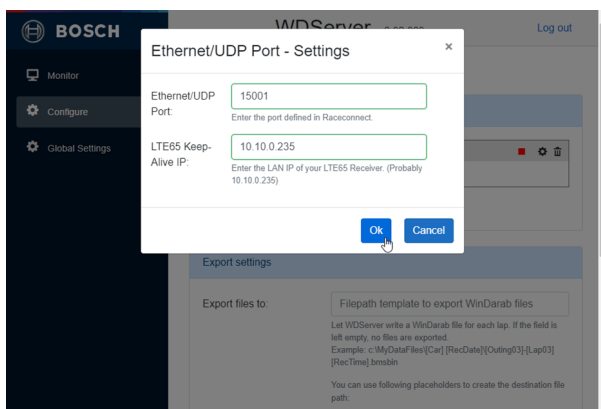 BOSCH
WDServer
Log out
Monitor
Configure
Global Settings
Ethernet/UDP Port - Settings
×
Ethernet/UDP Port:
15001
Enter the port defined in Raceconnect.
LTE65 Keep-Alive IP:
10.10.0.235
Enter the LAN IP of your LTE65 Receiver. (Probably
10.10.0.235)
Ok
Cancel
Export settings
Export files to:
Filepath template to export WinDarab files
Let WDServer write a WinDarab file for each lap. If the field is
left empty, no files are exported.
Example: c:\MyDataFiles\[Car] [RecDate]\[Outing03]-[Lap03]
[RecTime].bmsbin
You can use following placeholders to create the destination file
path: